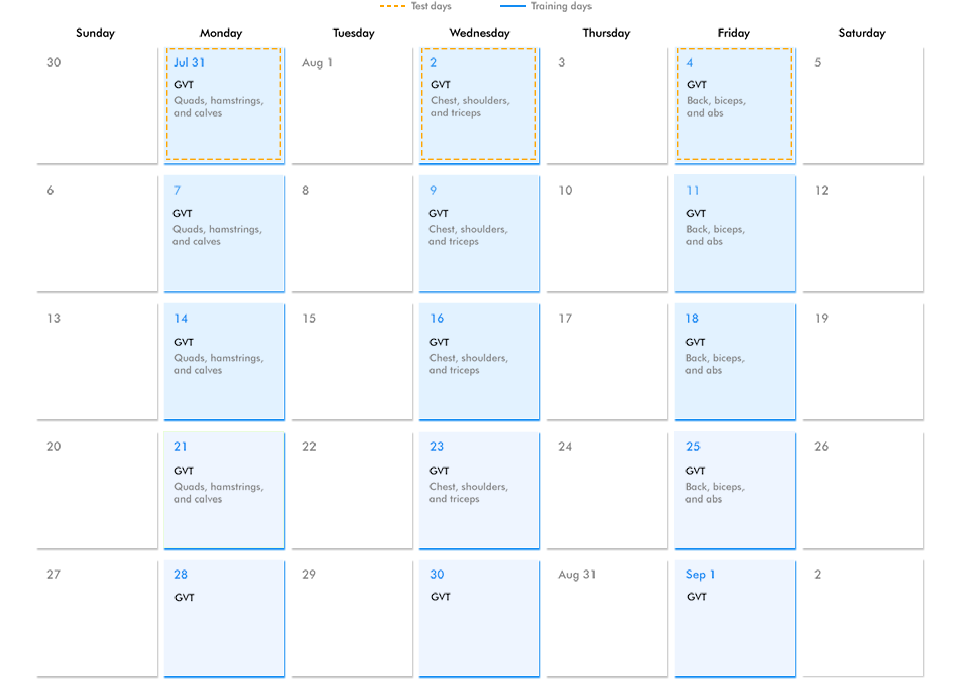 Test days Training days
Sunday Monday Tuesday Wednesday Thursday Friday Saturday
30 Jul 31 Aug 1 2 3 4 5
GVT GVT GVT
Quads, hamstrings, Chest, shoulders, Back, biceps,
and calves and triceps and abs
6 7 8 9 10 11 12
GVT GVT GVT
Quads, hamstrings, Chest, shoulders, Back, biceps,
and calves and triceps and abs
13 14 15 16 17 18 19
GVT GVT GVT
Quads, hamstrings, Chest, shoulders, Back, biceps,
and calves and triceps and abs
20 21 22 23 24 25 26
GVT GVT GVT
Quads, hamstrings, Chest, shoulders, Back, biceps,
and calves and triceps and abs
27 28 29 30 Aug 31 Sep 1 2
GVT GVT GVT